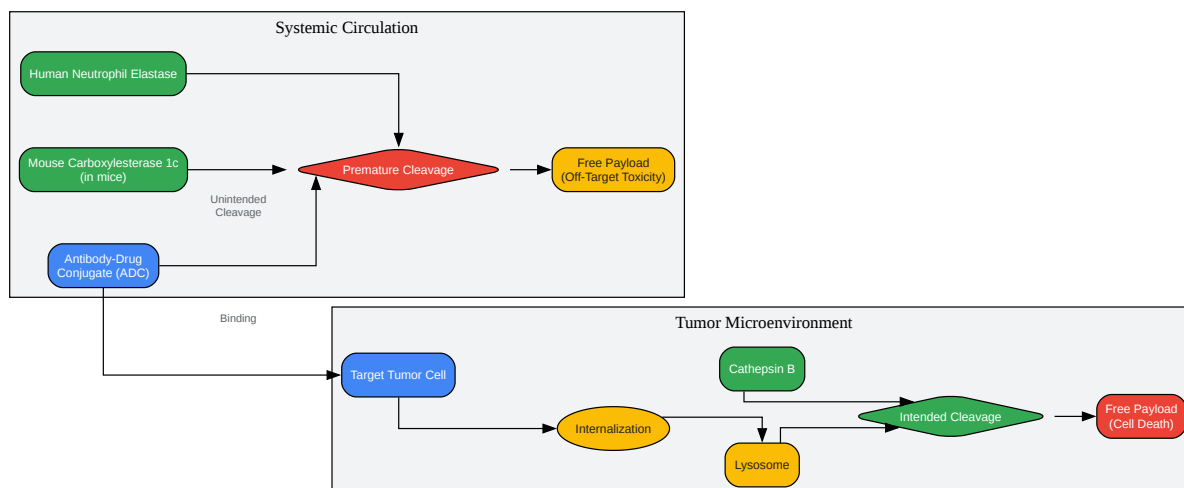 Systemic Circulation
Human Neutrophil Elastase
Mouse Carboxylesterase 1c
(in mice)
Premature Cleavage
Free Payload
(Off-Target Toxicity)
Unintended
Cleavage
Antibody-Drug
Conjugate (ADC)
Binding
Tumor Microenvironment
Target Tumor Cell
Cathepsin B
Internalization
Intended Cleavage
Free Payload
(Cell Death)
Lysosome